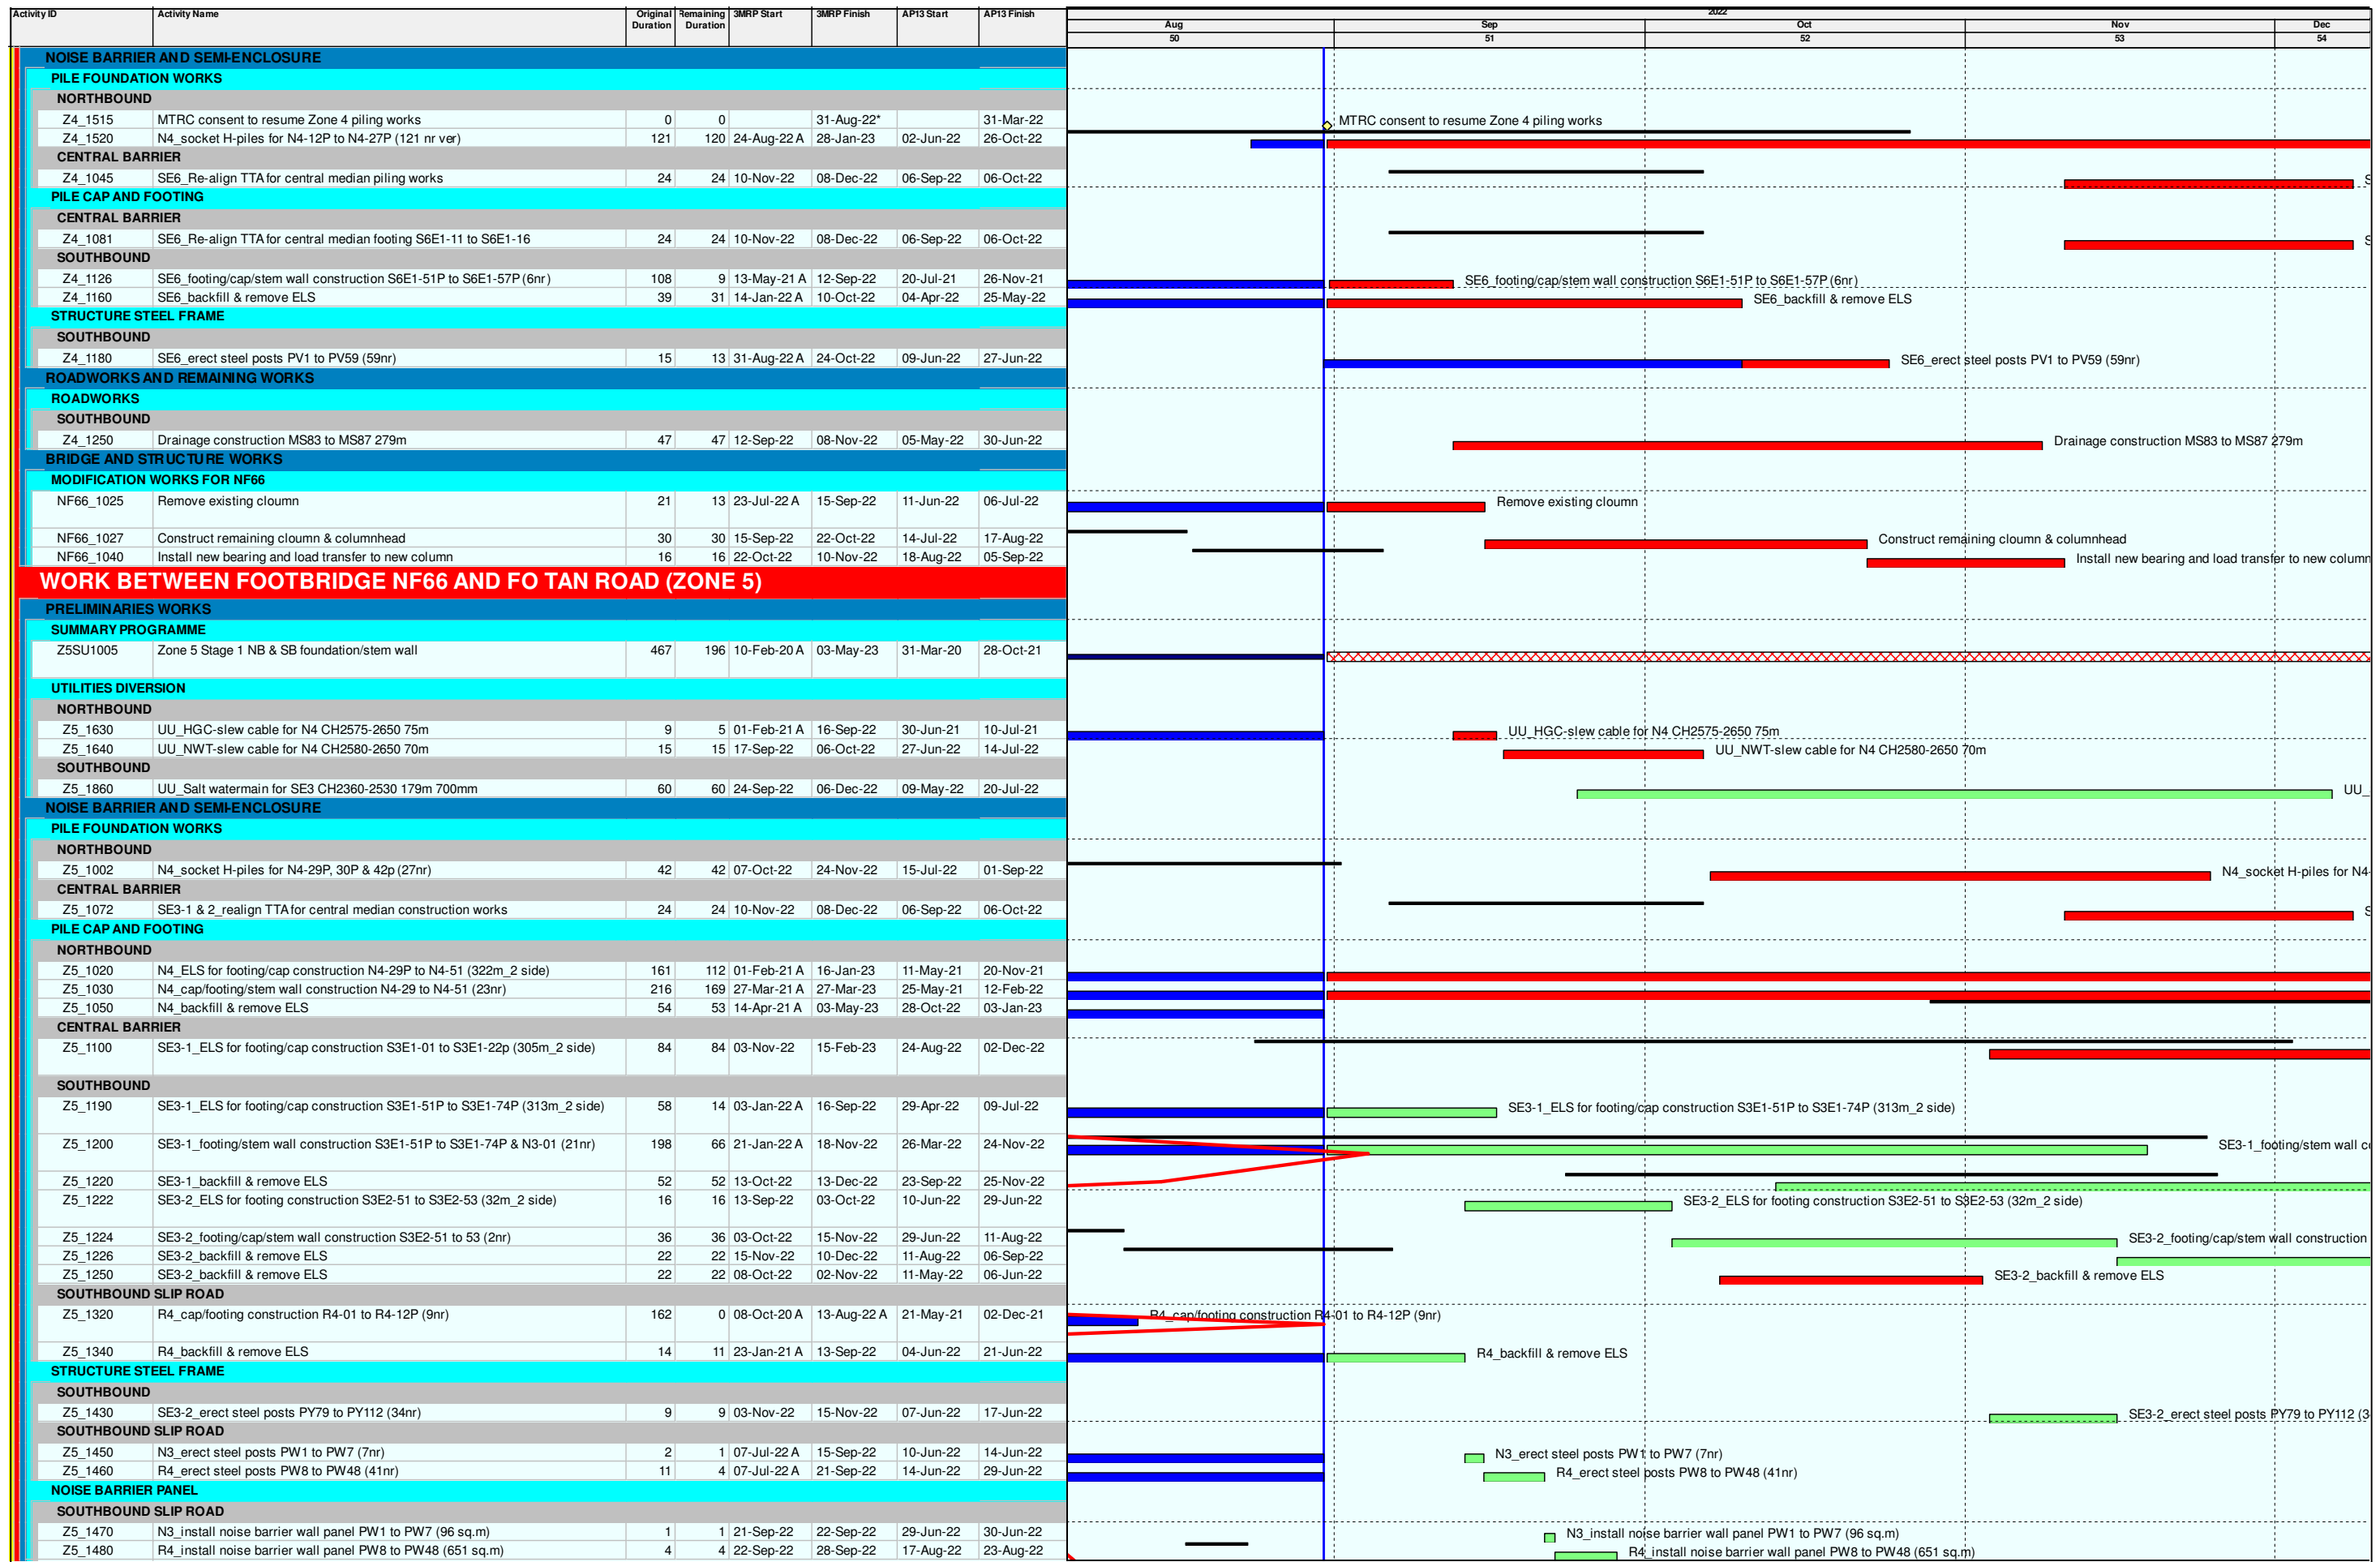 Activity ID Activity Name Original Duration Remaining Duration 3MRP Start 3MRP Finish AP13 Start AP13 Finish 2022
Aug Sep Oct Nov Dec
50 51 52 53 54
NOISE BARRIER AND SEMI-ENCLOSURE
PILE FOUNDATION WORKS
NORTHBOUND
Z4_1515 MTRC consent to resume Zone 4 piling works 0 0 31-Aug-22* 31-Mar-22 MTRC consent to resume Zone 4 piling works
Z4_1520 N4_socket H-piles for N4-12P to N4-27P (121 nr ver) 121 120 24-Aug-22 A 28-Jan-23 02-Jun-22 26-Oct-22
CENTRAL BARRIER
Z4_1045 SE6_Re-align TTA for central median piling works 24 24 10-Nov-22 08-Dec-22 06-Sep-22 06-Oct-22 S
PILE CAP AND FOOTING
CENTRAL BARRIER
Z4_1081 SE6_Re-align TTA for central median footing S6E1-11 to S6E1-16 24 24 10-Nov-22 08-Dec-22 06-Sep-22 06-Oct-22 S
SOUTHBOUND
Z4_1126 SE6_footing/cap/stem wall construction S6E1-51P to S6E1-57P (6nr) 108 9 13-May-21 A 12-Sep-22 20-Jul-21 26-Nov-21 SE6_footing/cap/stem wall construction S6E1-51P to S6E1-57P (6nr)
Z4_1160 SE6_backfill & remove ELS 39 31 14-Jan-22 A 10-Oct-22 04-Apr-22 25-May-22 SE6_backfill & remove ELS
STRUCTURE STEEL FRAME
SOUTHBOUND
Z4_1180 SE6_erect steel posts PV1 to PV59 (59nr) 15 13 31-Aug-22 A 24-Oct-22 09-Jun-22 27-Jun-22 SE6_erect steel posts PV1 to PV59 (59nr)
ROADWORKS AND REMAINING WORKS
ROADWORKS
SOUTHBOUND
Z4_1250 Drainage construction MS83 to MS87 279m 47 47 12-Sep-22 08-Nov-22 05-May-22 30-Jun-22 Drainage construction MS83 to MS87 279m
BRIDGE AND STRUCTURE WORKS
MODIFICATION WORKS FOR NF66
NF66_1025 Remove existing cloumn 21 13 23-Jul-22 A 15-Sep-22 11-Jun-22 06-Jul-22 Remove existing cloumn
NF66_1027 Construct remaining cloumn & columnhead 30 30 15-Sep-22 22-Oct-22 14-Jul-22 17-Aug-22 Construct remaining cloumn & columnhead
NF66_1040 Install new bearing and load transfer to new column 16 16 22-Oct-22 10-Nov-22 18-Aug-22 05-Sep-22 Install new bearing and load transfer to new column
WORK BETWEEN FOOTBRIDGE NF66 AND FO TAN ROAD (ZONE 5)
PRELIMINARIES WORKS
SUMMARY PROGRAMME
Z5SU1005 Zone 5 Stage 1 NB & SB foundation/stem wall 467 196 10-Feb-20 A 03-May-23 31-Mar-20 28-Oct-21
UTILITIES DIVERSION
NORTHBOUND
Z5_1630 UU_HGC-slew cable for N4 CH2575-2650 75m 9 5 01-Feb-21 A 16-Sep-22 30-Jun-21 10-Jul-21 UU_HGC-slew cable for N4 CH2575-2650 75m
Z5_1640 UU_NWT-slew cable for N4 CH2580-2650 70m 15 15 17-Sep-22 06-Oct-22 27-Jun-22 14-Jul-22 UU_NWT-slew cable for N4 CH2580-2650 70m
SOUTHBOUND
Z5_1860 UU_Salt watermain for SE3 CH2360-2530 179m 700mm 60 60 24-Sep-22 06-Dec-22 09-May-22 20-Jul-22 UU_
NOISE BARRIER AND SEMI-ENCLOSURE
PILE FOUNDATION WORKS
NORTHBOUND
Z5_1002 N4_socket H-piles for N4-29P, 30P & 42p (27nr) 42 42 07-Oct-22 24-Nov-22 15-Jul-22 01-Sep-22 N4_socket H-piles for N4-
CENTRAL BARRIER
Z5_1072 SE3-1 & 2_realign TTA for central median construction works 24 24 10-Nov-22 08-Dec-22 06-Sep-22 06-Oct-22 S
PILE CAP AND FOOTING
NORTHBOUND
Z5_1020 N4_ELS for footing/cap construction N4-29P to N4-51 (322m_2 side) 161 112 01-Feb-21 A 16-Jan-23 11-May-21 20-Nov-21
Z5_1030 N4_cap/footing/stem wall construction N4-29 to N4-51 (23nr) 216 169 27-Mar-21 A 27-Mar-23 25-May-21 12-Feb-22
Z5_1050 N4_backfill & remove ELS 54 53 14-Apr-21 A 03-May-23 28-Oct-22 03-Jan-23
CENTRAL BARRIER
Z5_1100 SE3-1_ELS for footing/cap construction S3E1-01 to S3E1-22p (305m_2 side) 84 84 03-Nov-22 15-Feb-23 24-Aug-22 02-Dec-22
SOUTHBOUND
Z5_1190 SE3-1_ELS for footing/cap construction S3E1-51P to S3E1-74P (313m_2 side) 58 14 03-Jan-22 A 16-Sep-22 29-Apr-22 09-Jul-22 SE3-1_ELS for footing/cap construction S3E1-51P to S3E1-74P (313m_2 side)
Z5_1200 SE3-1_footing/stem wall construction S3E1-51P to S3E1-74P & N3-01 (21nr) 198 66 21-Jan-22 A 18-Nov-22 26-Mar-22 24-Nov-22 SE3-1_footing/stem wall c
Z5_1220 SE3-1_backfill & remove ELS 52 52 13-Oct-22 13-Dec-22 23-Sep-22 25-Nov-22
Z5_1222 SE3-2_ELS for footing construction S3E2-51 to S3E2-53 (32m_2 side) 16 16 13-Sep-22 03-Oct-22 10-Jun-22 29-Jun-22 SE3-2_ELS for footing construction S3E2-51 to S3E2-53 (32m_2 side)
Z5_1224 SE3-2_footing/cap/stem wall construction S3E2-51 to 53 (2nr) 36 36 03-Oct-22 15-Nov-22 29-Jun-22 11-Aug-22 SE3-2_footing/cap/stem wall construction
Z5_1226 SE3-2_backfill & remove ELS 22 22 15-Nov-22 10-Dec-22 11-Aug-22 06-Sep-22
Z5_1250 SE3-2_backfill & remove ELS 22 22 08-Oct-22 02-Nov-22 11-May-22 06-Jun-22 SE3-2_backfill & remove ELS
SOUTHBOUND SLIP ROAD
Z5_1320 R4_cap/footing construction R4-01 to R4-12P (9nr) 162 0 08-Oct-20 A 13-Aug-22 A 21-May-21 02-Dec-21 R4_cap/footing construction R4-01 to R4-12P (9nr)
Z5_1340 R4_backfill & remove ELS 14 11 23-Jan-21 A 13-Sep-22 04-Jun-22 21-Jun-22 R4_backfill & remove ELS
STRUCTURE STEEL FRAME
SOUTHBOUND
Z5_1430 SE3-2_erect steel posts PY79 to PY112 (34nr) 9 9 03-Nov-22 15-Nov-22 07-Jun-22 17-Jun-22 SE3-2_erect steel posts PY79 to PY112 (3
SOUTHBOUND SLIP ROAD
Z5_1450 N3_erect steel posts PW1 to PW7 (7nr) 2 1 07-Jul-22 A 15-Sep-22 10-Jun-22 14-Jun-22 N3_erect steel posts PW1 to PW7 (7nr)
Z5_1460 R4_erect steel posts PW8 to PW48 (41nr) 11 4 07-Jul-22 A 21-Sep-22 14-Jun-22 29-Jun-22 R4_erect steel posts PW8 to PW48 (41nr)
NOISE BARRIER PANEL
SOUTHBOUND SLIP ROAD
Z5_1470 N3_install noise barrier wall panel PW1 to PW7 (96 sq.m) 1 1 21-Sep-22 22-Sep-22 29-Jun-22 30-Jun-22 N3_install noise barrier wall panel PW1 to PW7 (96 sq.m)
Z5_1480 R4_install noise barrier wall panel PW8 to PW48 (651 sq.m) 4 4 22-Sep-22 28-Sep-22 17-Aug-22 23-Aug-22 R4_install noise barrier wall panel PW8 to PW48 (651 sq.m)